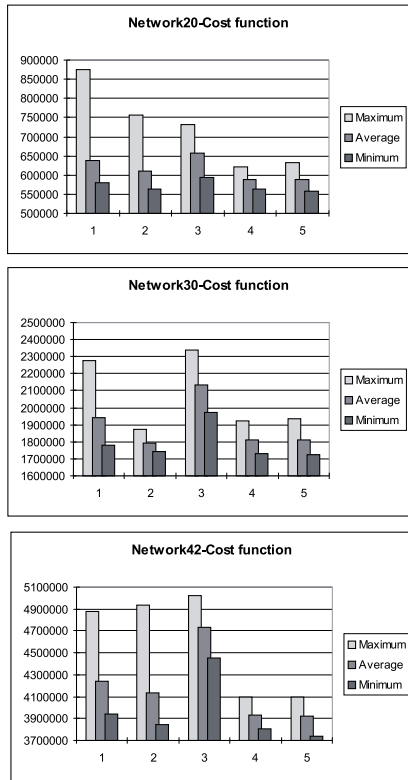 Network20-Cost function
900000
850000
800000
750000
700000
650000
600000
550000
500000
1 2 3 4 5
Maximum
Average
Minimum
Network30-Cost function
2500000
2400000
2300000
2200000
2100000
2000000
1900000
1800000
1700000
1600000
1 2 3 4 5
Maximum
Average
Minimum
Network42-Cost function
5100000
4900000
4700000
4500000
4300000
4100000
3900000
3700000
1 2 3 4 5
Maximum
Average
Minimum